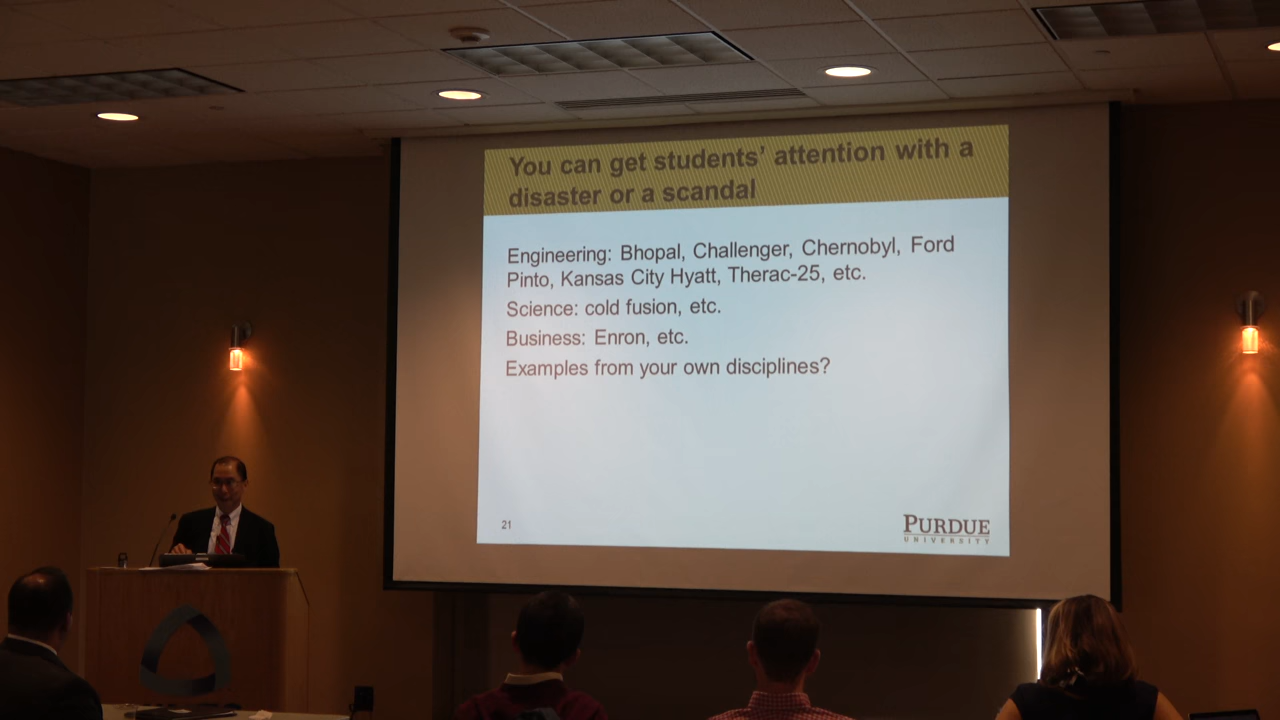 You can get students' attention with a
disaster or a scandal
Engineering: Bhopal, Challenger, Chernobyl, Ford
Pinto, Kansas City Hyatt, Therac-25, etc.
Science: cold fusion, etc.
Business: Enron, etc.
Examples from your own disciplines?
21
PURDUE
UNIVERSITY